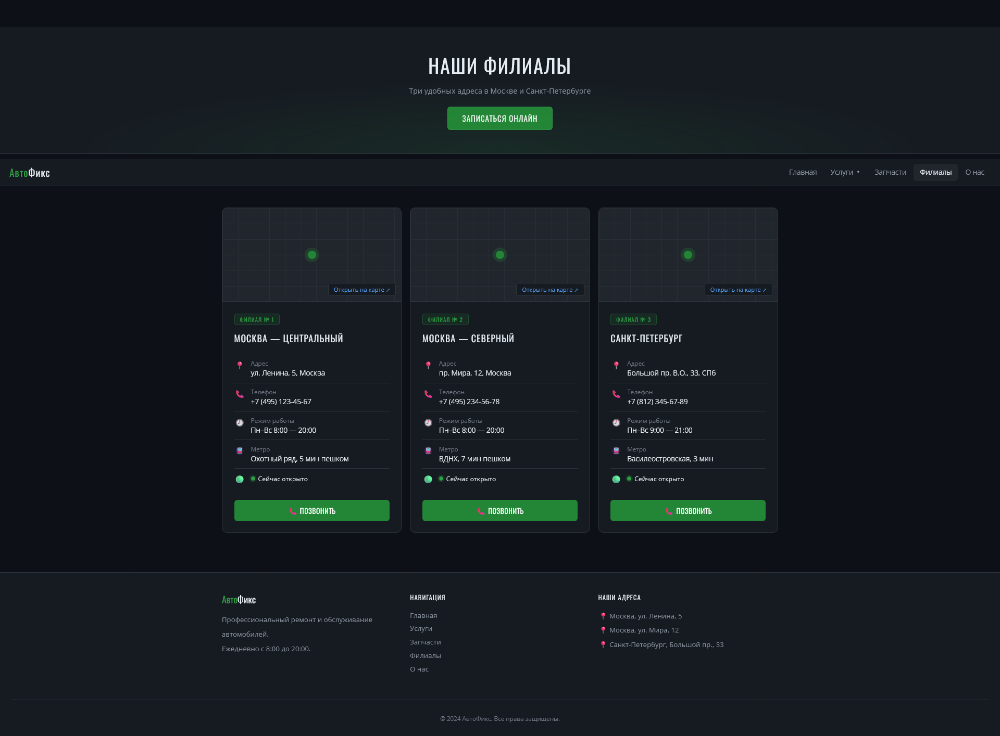 НАШИ ФИЛИАЛЫ
Три удобных адреса в Москве и Санкт-Петербурге
ЗАПИСАТЬСЯ ОНЛАЙН
АвтоФикс
Главная
Услуги ▼
Запчасти
Филиалы
О нас
Открыть на карте ↗
ФИЛИАЛ № 1
МОСКВА — ЦЕНТРАЛЬНЫЙ
Адрес
ул. Ленина, 5, Москва
Телефон
+7 (495) 123-45-67
Режим работы
Пн–Вс 8:00 — 20:00
Метро
Охотный ряд, 5 мин пешком
Сейчас открыто
ПОЗВОНИТЬ
Открыть на карте ↗
ФИЛИАЛ № 2
МОСКВА — СЕВЕРНЫЙ
Адрес
пр. Мира, 12, Москва
Телефон
+7 (495) 234-56-78
Режим работы
Пн–Вс 8:00 — 20:00
Метро
ВДНХ, 7 мин пешком
Сейчас открыто
ПОЗВОНИТЬ
Открыть на карте ↗
ФИЛИАЛ № 3
САНКТ-ПЕТЕРБУРГ
Адрес
Большой пр. В.О., 33, СПб
Телефон
+7 (812) 345-67-89
Режим работы
Пн–Вс 9:00 — 21:00
Метро
Василеостровская, 3 мин
Сейчас открыто
ПОЗВОНИТЬ
АвтоФикс
Профессиональный ремонт и обслуживание
автомобилей.
Ежедневно с 8:00 до 20:00.
НАВИГАЦИЯ
Главная
Услуги
Запчасти
Филиалы
О нас
НАШИ АДРЕСА
Москва, ул. Ленина, 5
Москва, ул. Мира, 12
Санкт-Петербург, Большой пр., 33
© 2024 АвтоФикс. Все права защищены.